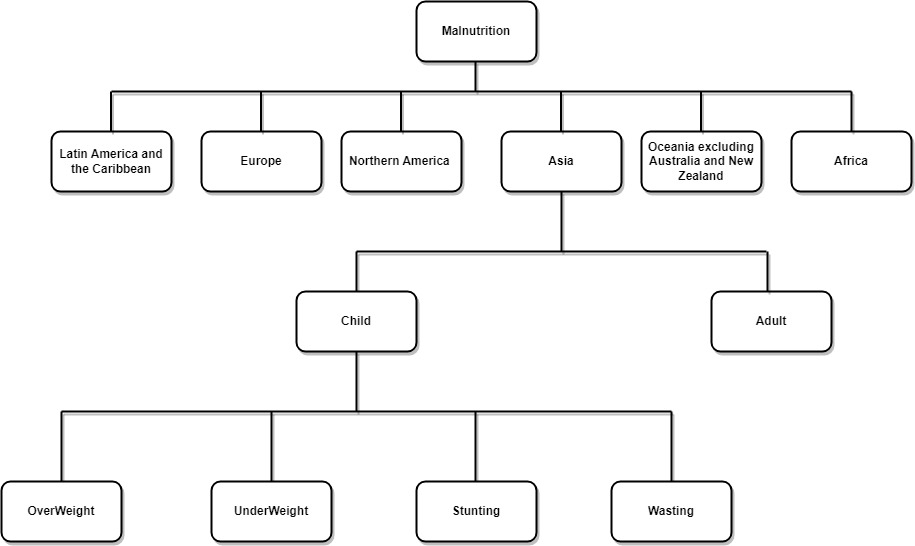 Malnutrition
Latin America and
the Caribbean
Europe
Northern America
Asia
Oceania excluding
Australia and New
Zealand
Africa
Child
Adult
OverWeight
UnderWeight
Stunting
Wasting